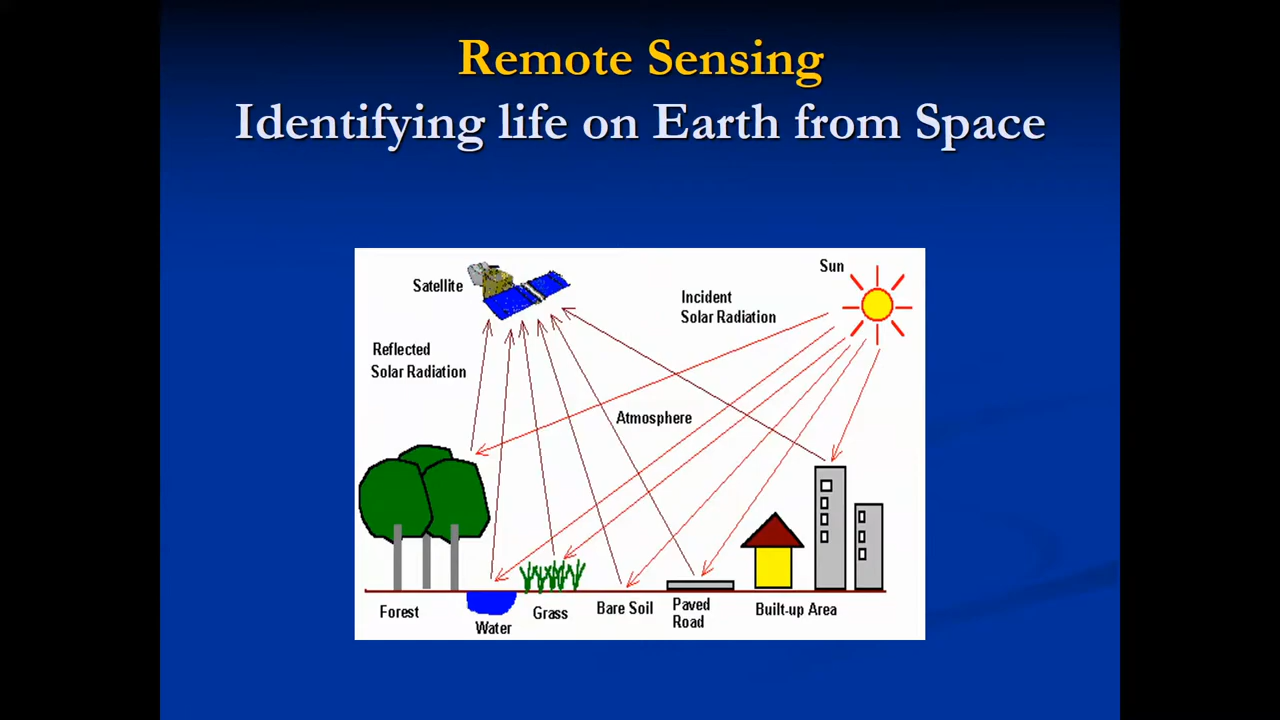 Remote Sensing
Identifying life on Earth from Space
Satellite
Sun
Incident
Solar Radiation
Reflected
Solar Radiation
Atmosphere
Forest
Water
Grass
Bare Soil
Paved
Road
Built-up Area